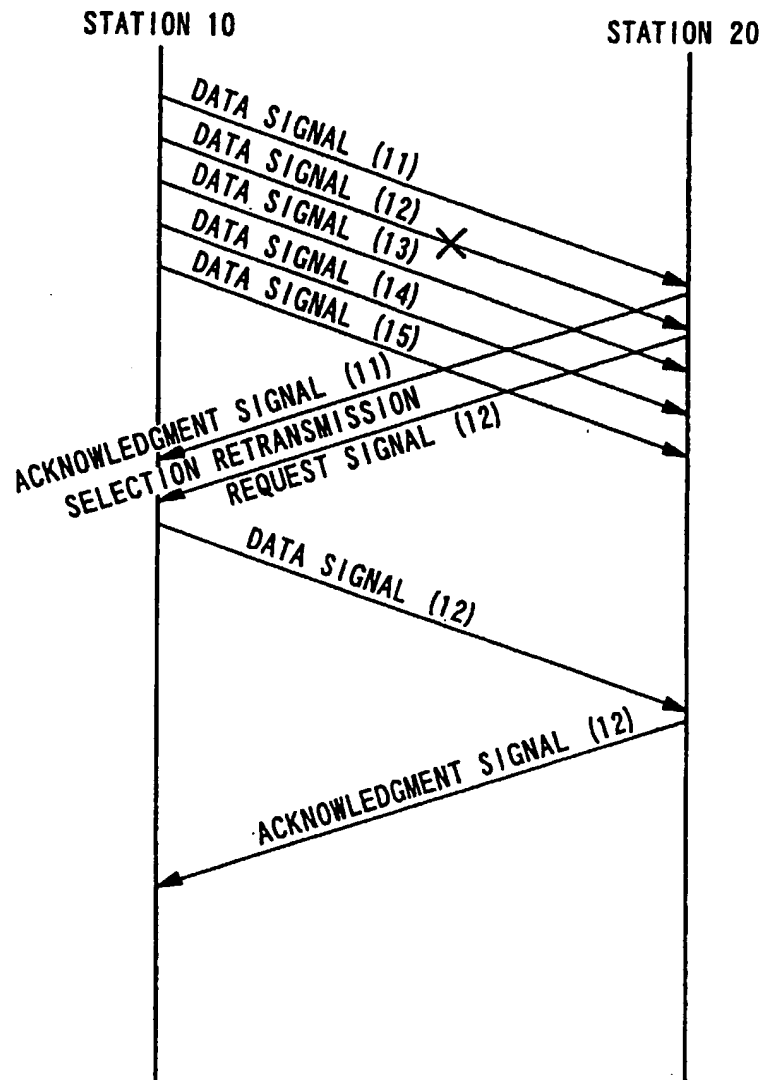 STATION 10
STATION 20
DATA SIGNAL (11)
DATA SIGNAL (12)
DATA SIGNAL (13)
DATA SIGNAL (14)
DATA SIGNAL (15)
ACKNOWLEDGMENT SIGNAL (11)
SELECTION RETRANSMISSION
REQUEST SIGNAL (12)
DATA SIGNAL (12)
ACKNOWLEDGMENT SIGNAL (12)